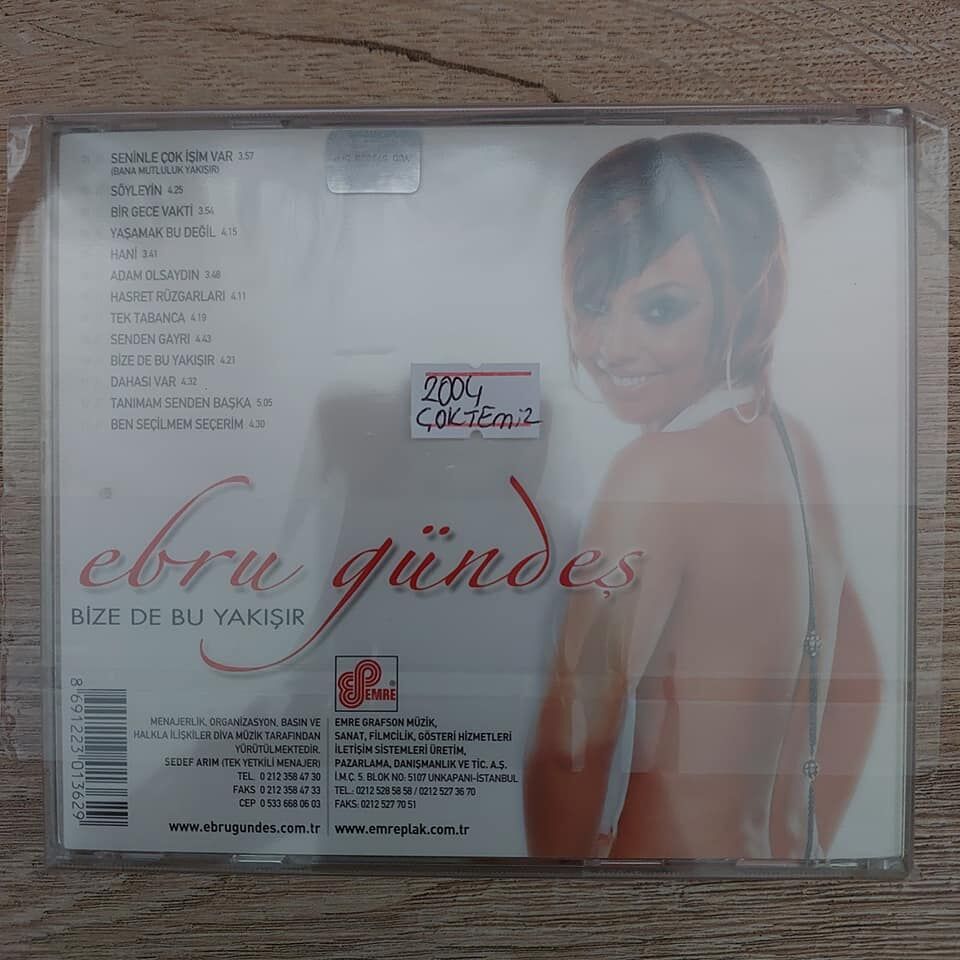 SENİNLE ÇOK İŞİM VAR 3.57
(BANA MUTLULUK YAKIŞIR)
SÖYLEYİN 4.25
BİR GECE VAKTİ 3.54
YAŞAMAK BU DEĞİL 4.15
HANİ 3.41
ADAM OLSAYDIN 3.48
HASRET RÜZGARLARI 4.11
TEK TABANCA 4.19
SENDEN GAYRI 4.43
BİZE DE BU YAKIŞIR 4.21
DAHASI VAR 4.32
TANIMAM SENDEN BAŞKA 5.05
BEN SEÇİLMEM SEÇERİM 4.30
2004
ÇOKTEMİZ
ebru gündeş
BİZE DE BU YAKIŞIR
EMRE ®
8 691223 013629
MENAJERLİK, ORGANİZASYON, BASIN VE
HALKLA İLİŞKİLER DİVA MÜZİK TARAFINDAN
YÜRÜTÜLMEKTEDİR.
SEDEF ARIM (TEK YETKİLİ MENAJER)
TEL. 0 212 358 47 30
FAKS 0 212 358 47 33
CEP 0 533 668 06 03
www.ebrugundes.com.tr
EMRE GRAFSON MÜZİK,
SANAT, FİLMCİLİK, GÖSTERİ HİZMETLERİ
İLETİŞİM SİSTEMLERİ ÜRETİM,
PAZARLAMA, DANIŞMANLIK VE TİC. A.Ş.
İ.M.Ç. 5. BLOK NO: 5107 UNKAPANI-İSTANBUL
TEL.: 0212 528 58 58 / 0212 527 36 70
FAKS: 0212 527 70 51
www.emreplak.com.tr